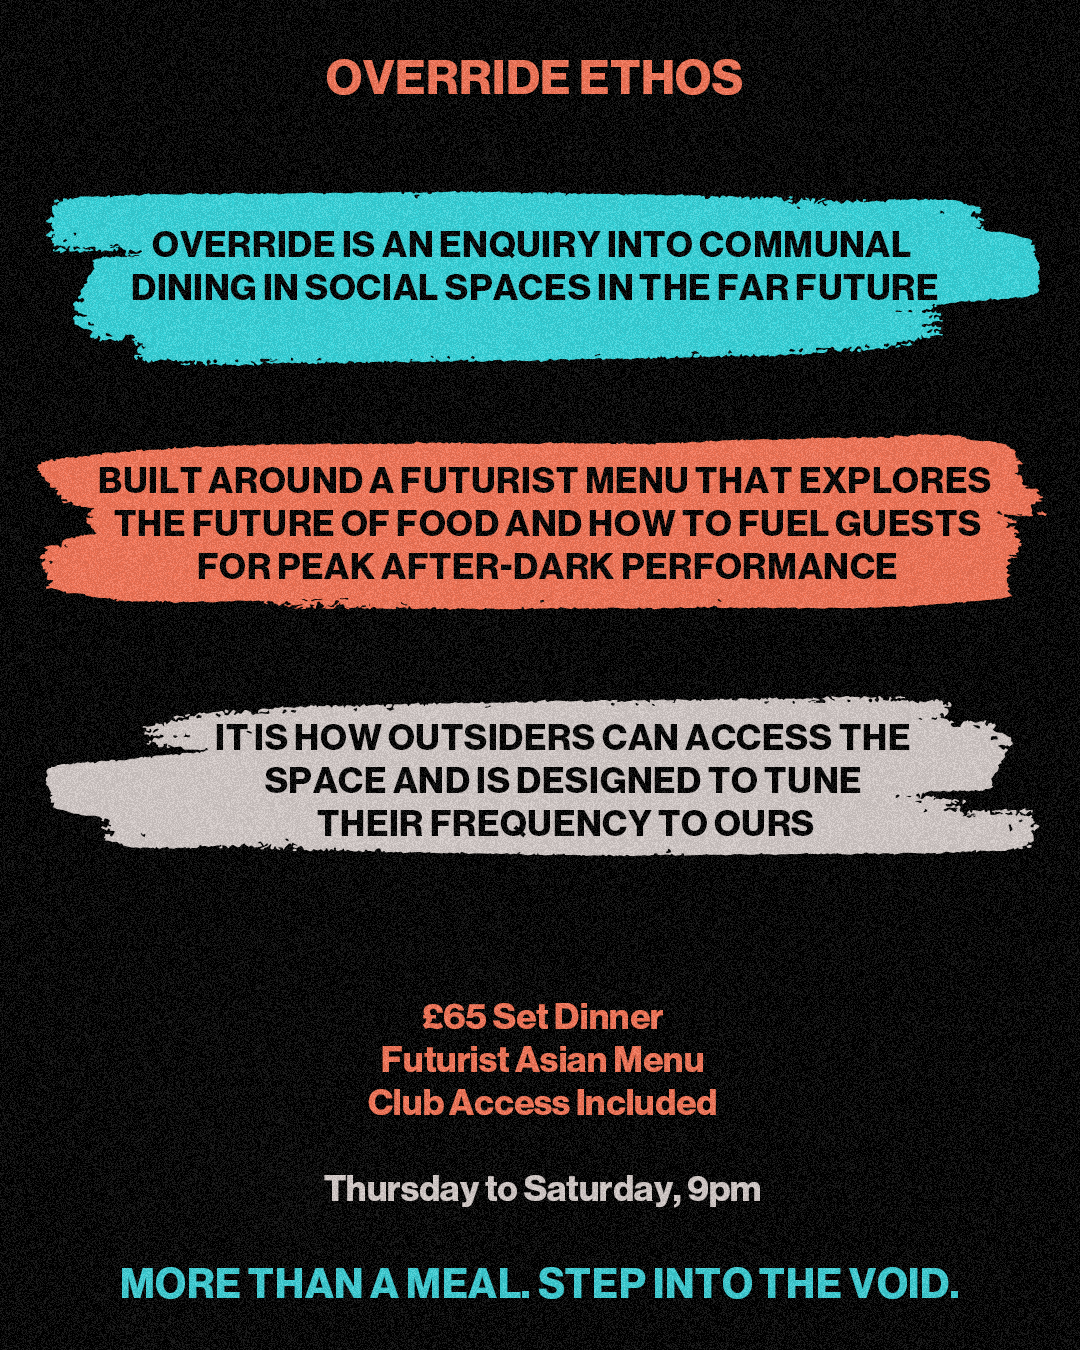 OVERRIDE ETHOS
OVERRIDE IS AN ENQUIRY INTO COMMUNAL
DINING IN SOCIAL SPACES IN THE FAR FUTURE
BUILT AROUND A FUTURIST MENU THAT EXPLORES
THE FUTURE OF FOOD AND HOW TO FUEL GUESTS
FOR PEAK AFTER-DARK PERFORMANCE
IT IS HOW OUTSIDERS CAN ACCESS THE
SPACE AND IS DESIGNED TO TUNE
THEIR FREQUENCY TO OURS
£65 Set Dinner
Futurist Asian Menu
Club Access Included
Thursday to Saturday, 9pm
MORE THAN A MEAL. STEP INTO THE VOID.